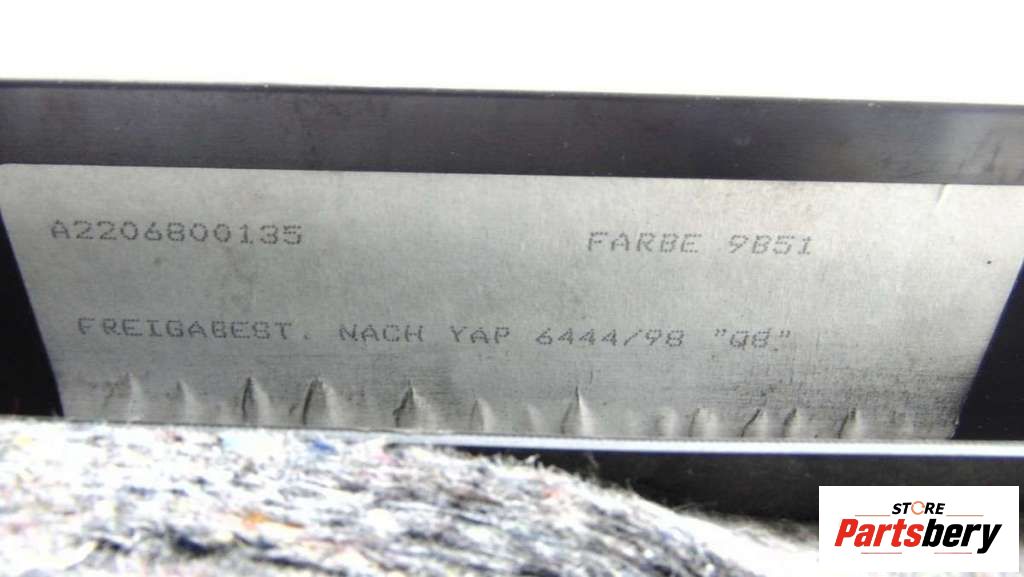 A2206800135 FARBE 9B51
FREIGABEST. NACH YAP 6444/98 "Q8"
STORE
Partsbery